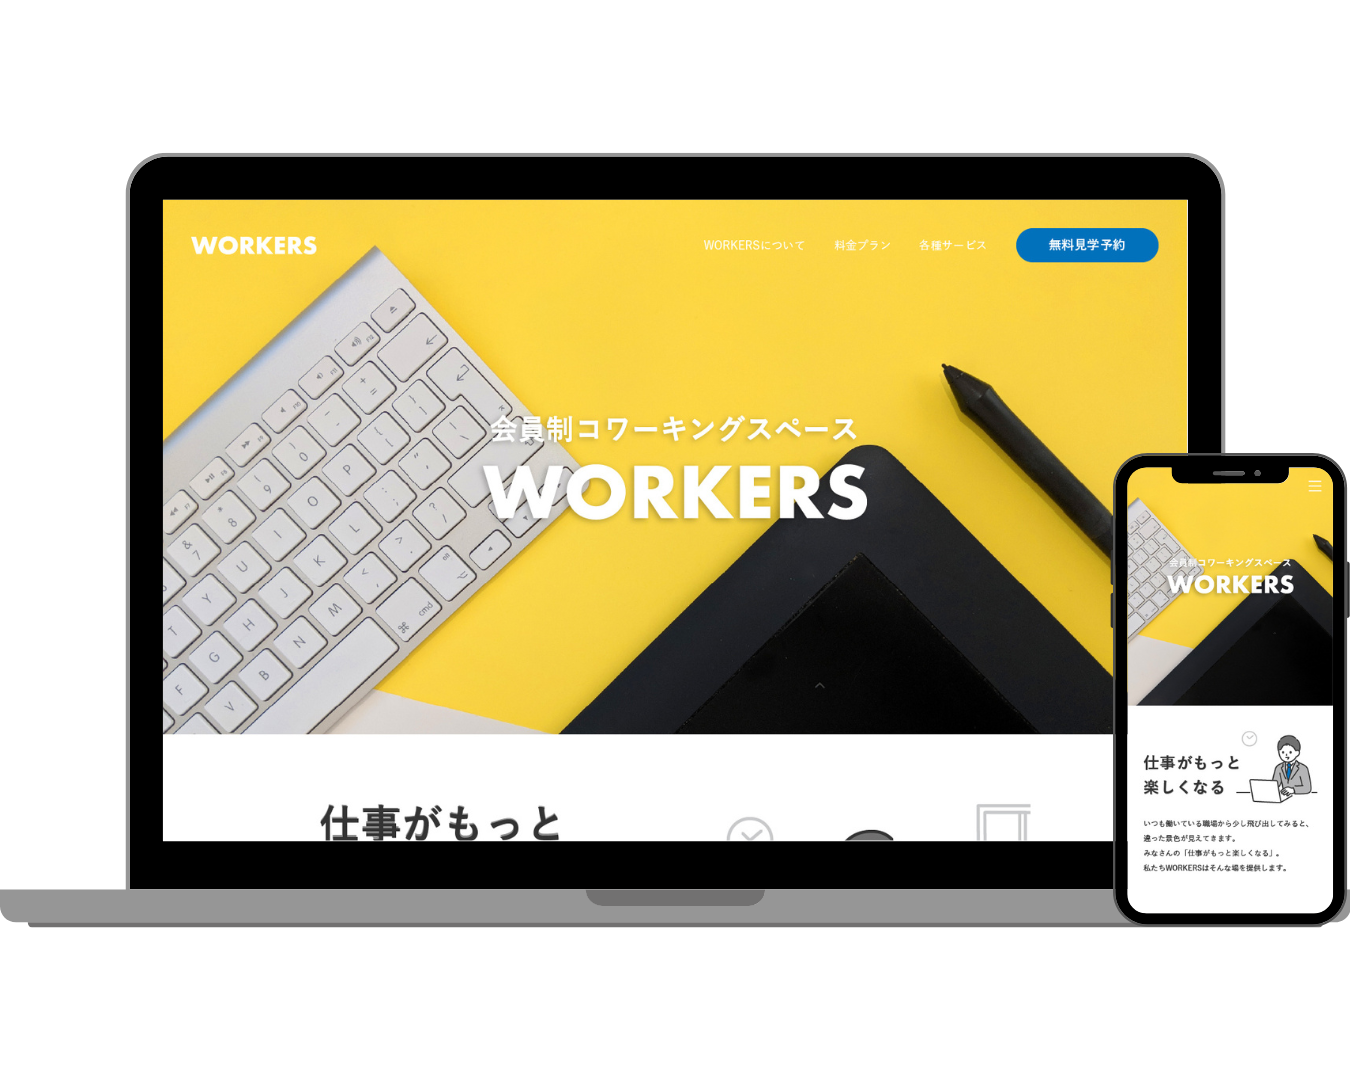 WORKERS
WORKERSについて 料金プラン 各種サービス 無料見学予約
会員制コワーキングスペース
WORKERS
仕事がもっと
会員制コワーキングスペース
WORKERS
仕事がもっと
楽しくなる
いつも働いている職場から少し飛び出してみると、
違った景色が見えてきます。
みなさんの「仕事がもっと楽しくなる」。
私たちWORKERSはそんな場を提供します。